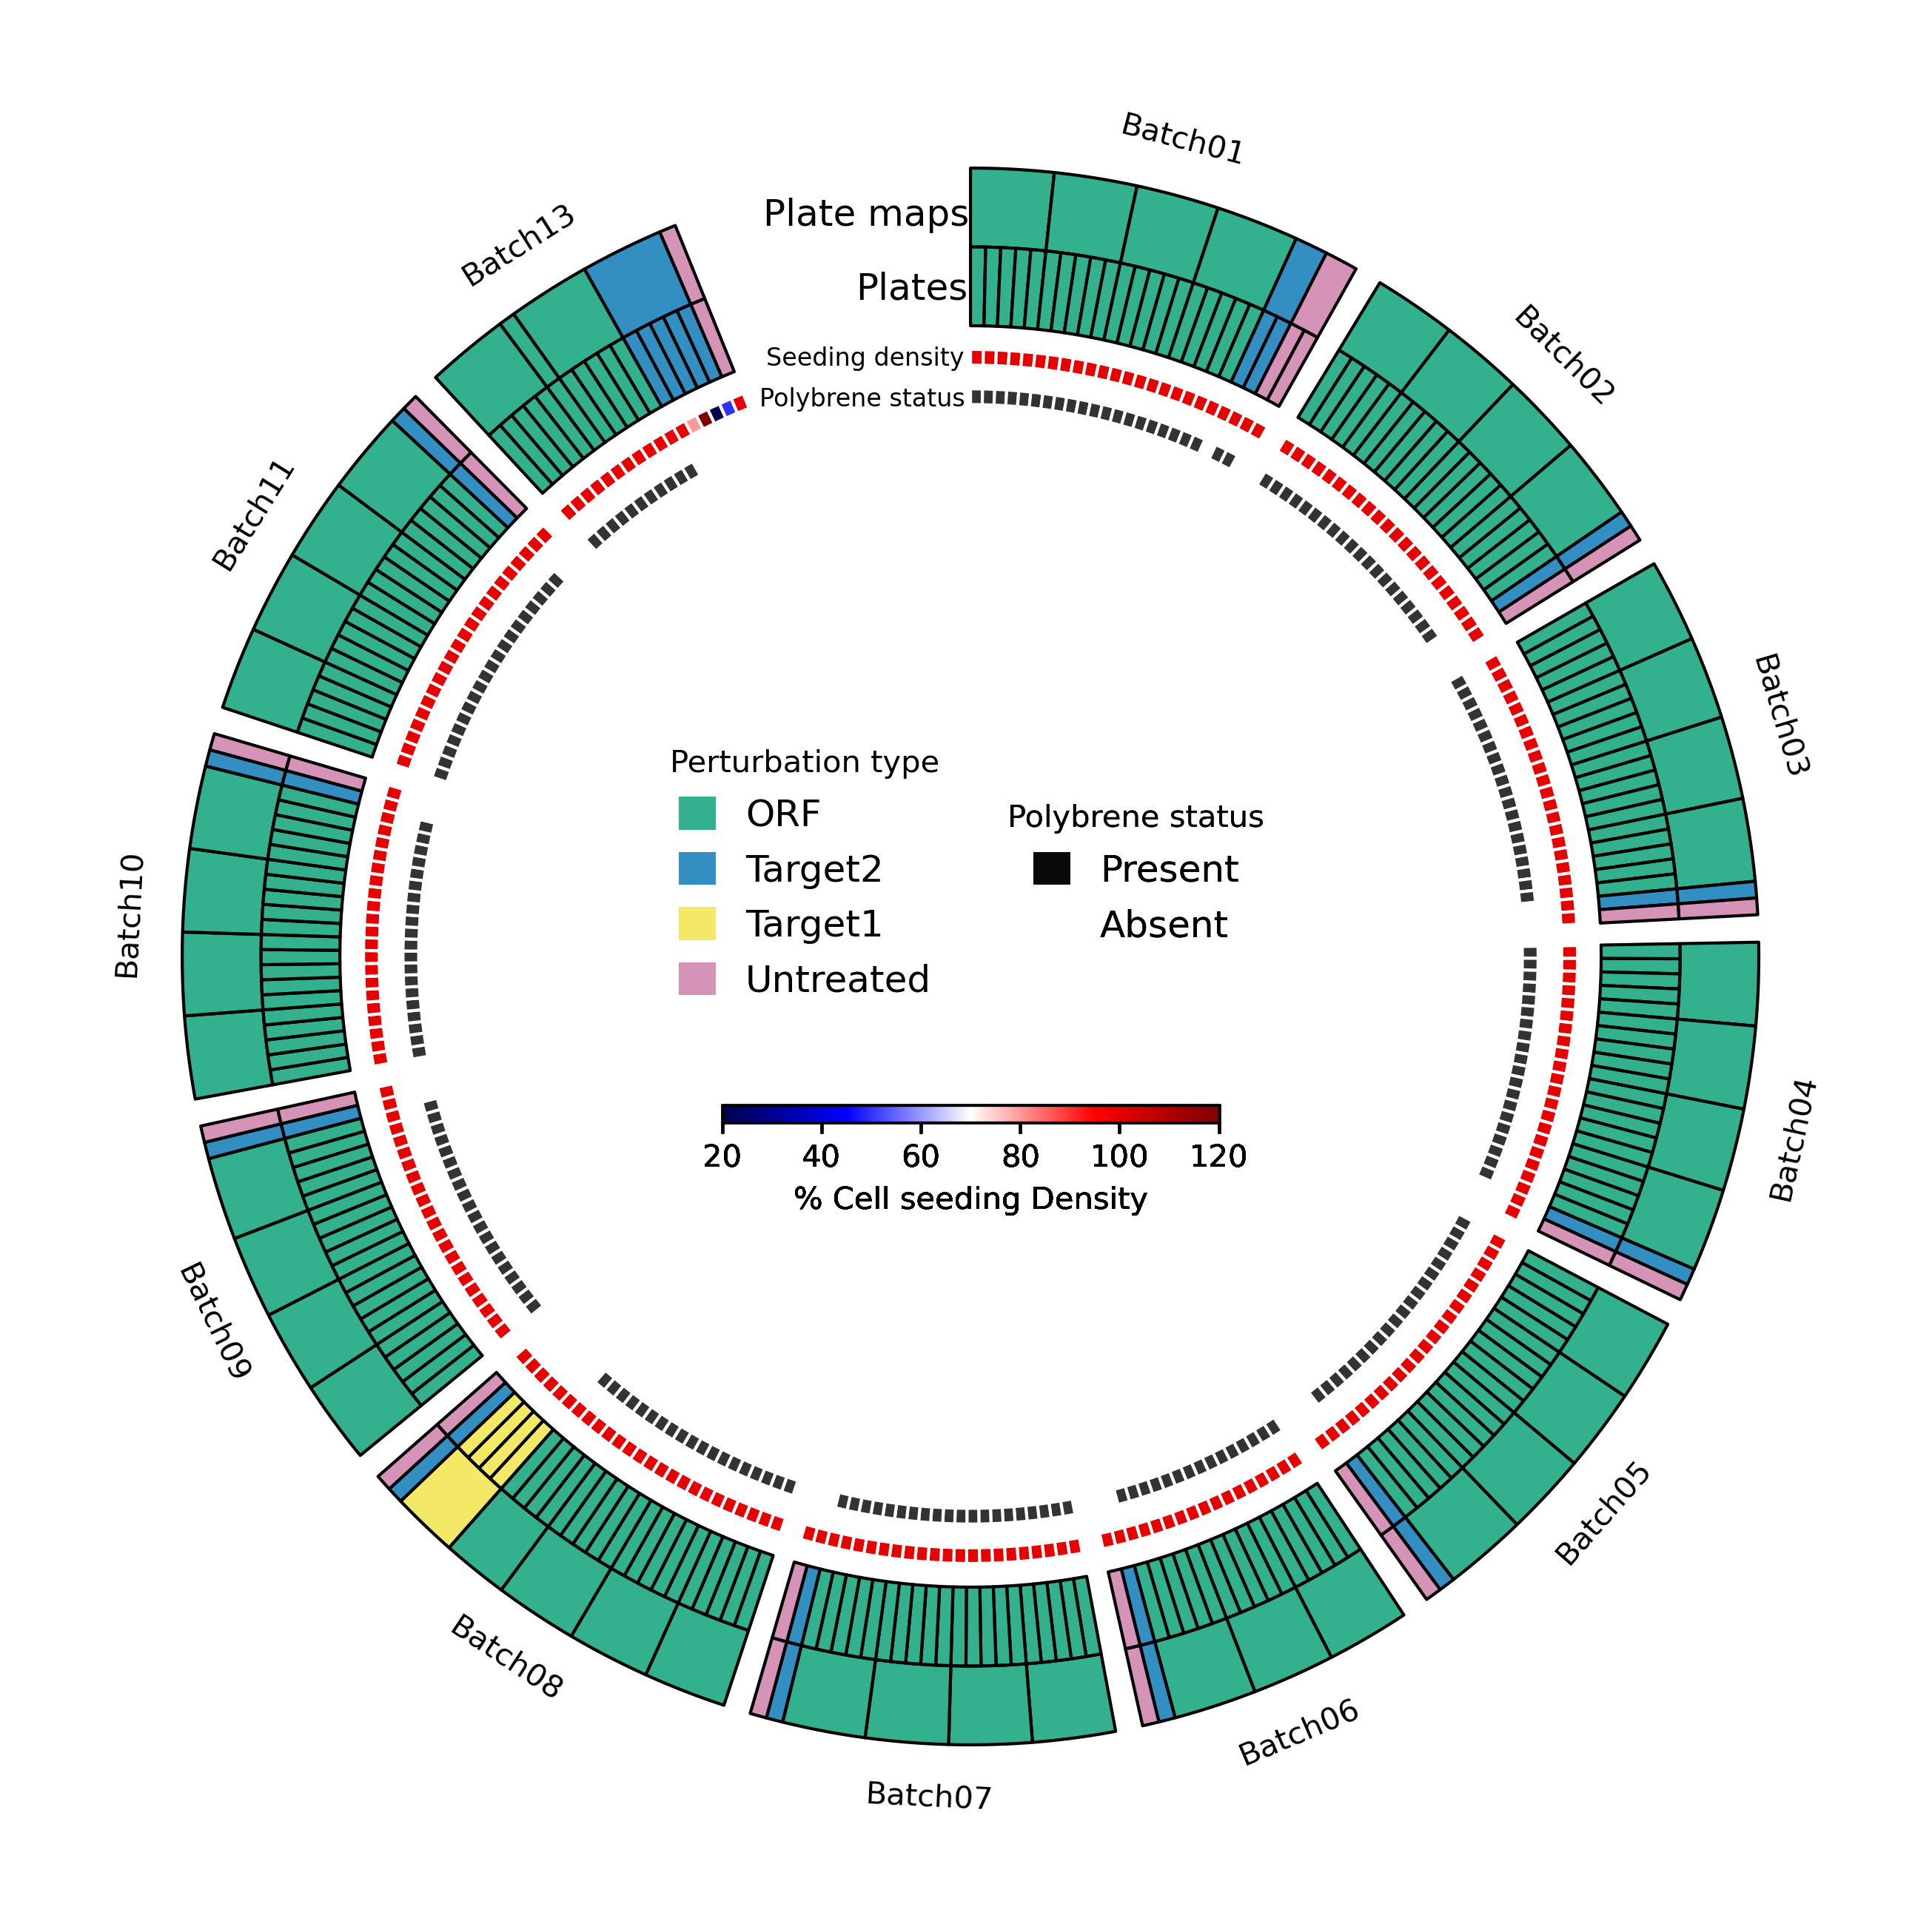 Batch01
Batch13
Plate maps
Plates
Batch02
Seeding density
Polybrene status
Batch11
Batch03
Perturbation type
ORF
Target2
Target1
Untreated
Polybrene status
Present
Absent
Batch10
20 40 60 80 100 120
% Cell seeding Density
Batch04
Batch09
Batch05
Batch08
Batch06
Batch07